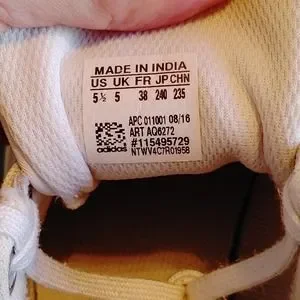 MADE IN INDIA
US UK FR JP CHN
5½ 5 38 240 235
APC 011001 08/16
ART AQ6272
#115495729
adidas NTWV4C7R01958